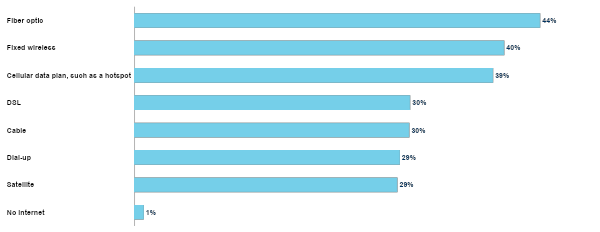 Fiber optic 44%
Fixed wireless 40%
Cellular data plan, such as a hotspot 39%
DSL 30%
Cable 30%
Dial-up 29%
Satellite 29%
No Internet 1%